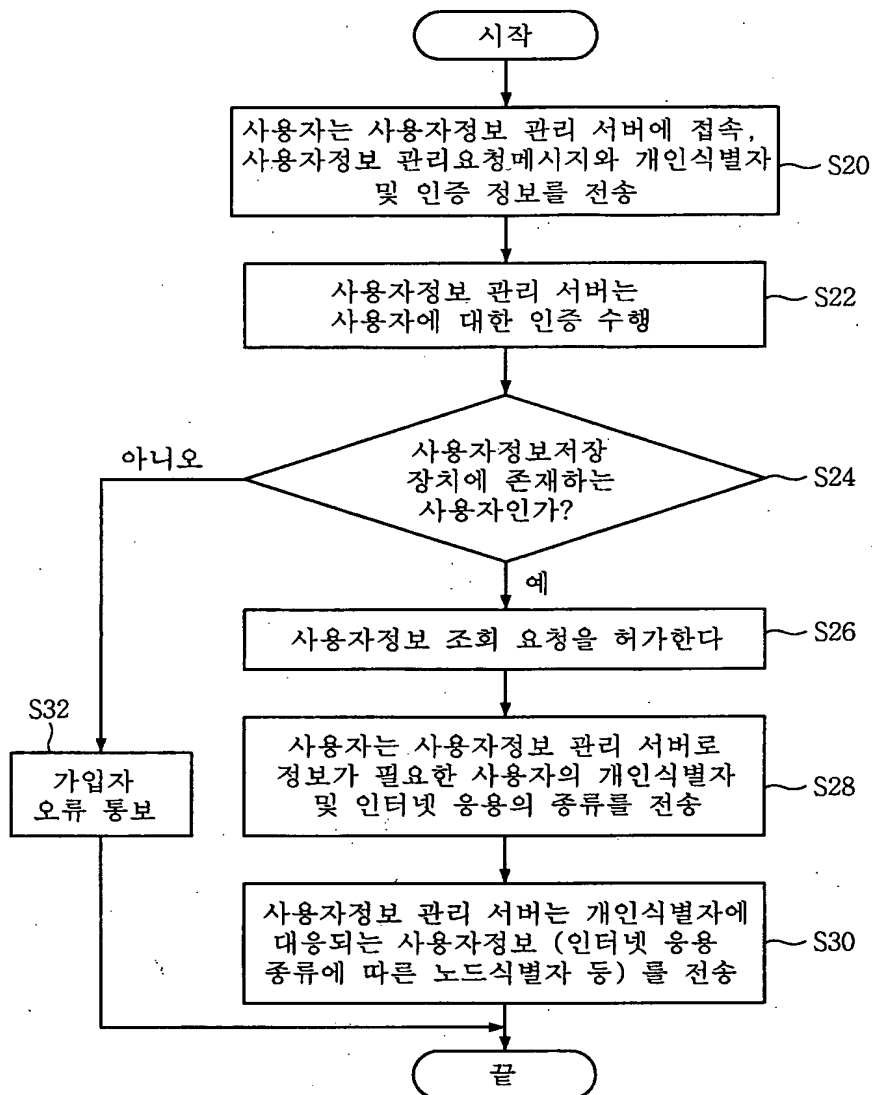 시작
사용자는 사용자정보 관리 서버에 접속,
사용자정보 관리요청메시지와 개인식별자
및 인증 정보를 전송
S20
사용자정보 관리 서버는
사용자에 대한 인증 수행
S22
아니오
사용자정보저장
장치에 존재하는
사용자인가?
S24
예
사용자정보 조회 요청을 허가한다
S26
S32
가입자
오류 통보
사용자는 사용자정보 관리 서버로
정보가 필요한 사용자의 개인식별자
및 인터넷 응용의 종류를 전송
S28
사용자정보 관리 서버는 개인식별자에
대응되는 사용자정보 (인터넷 응용
종류에 따른 노드식별자 등) 를 전송
S30
끝